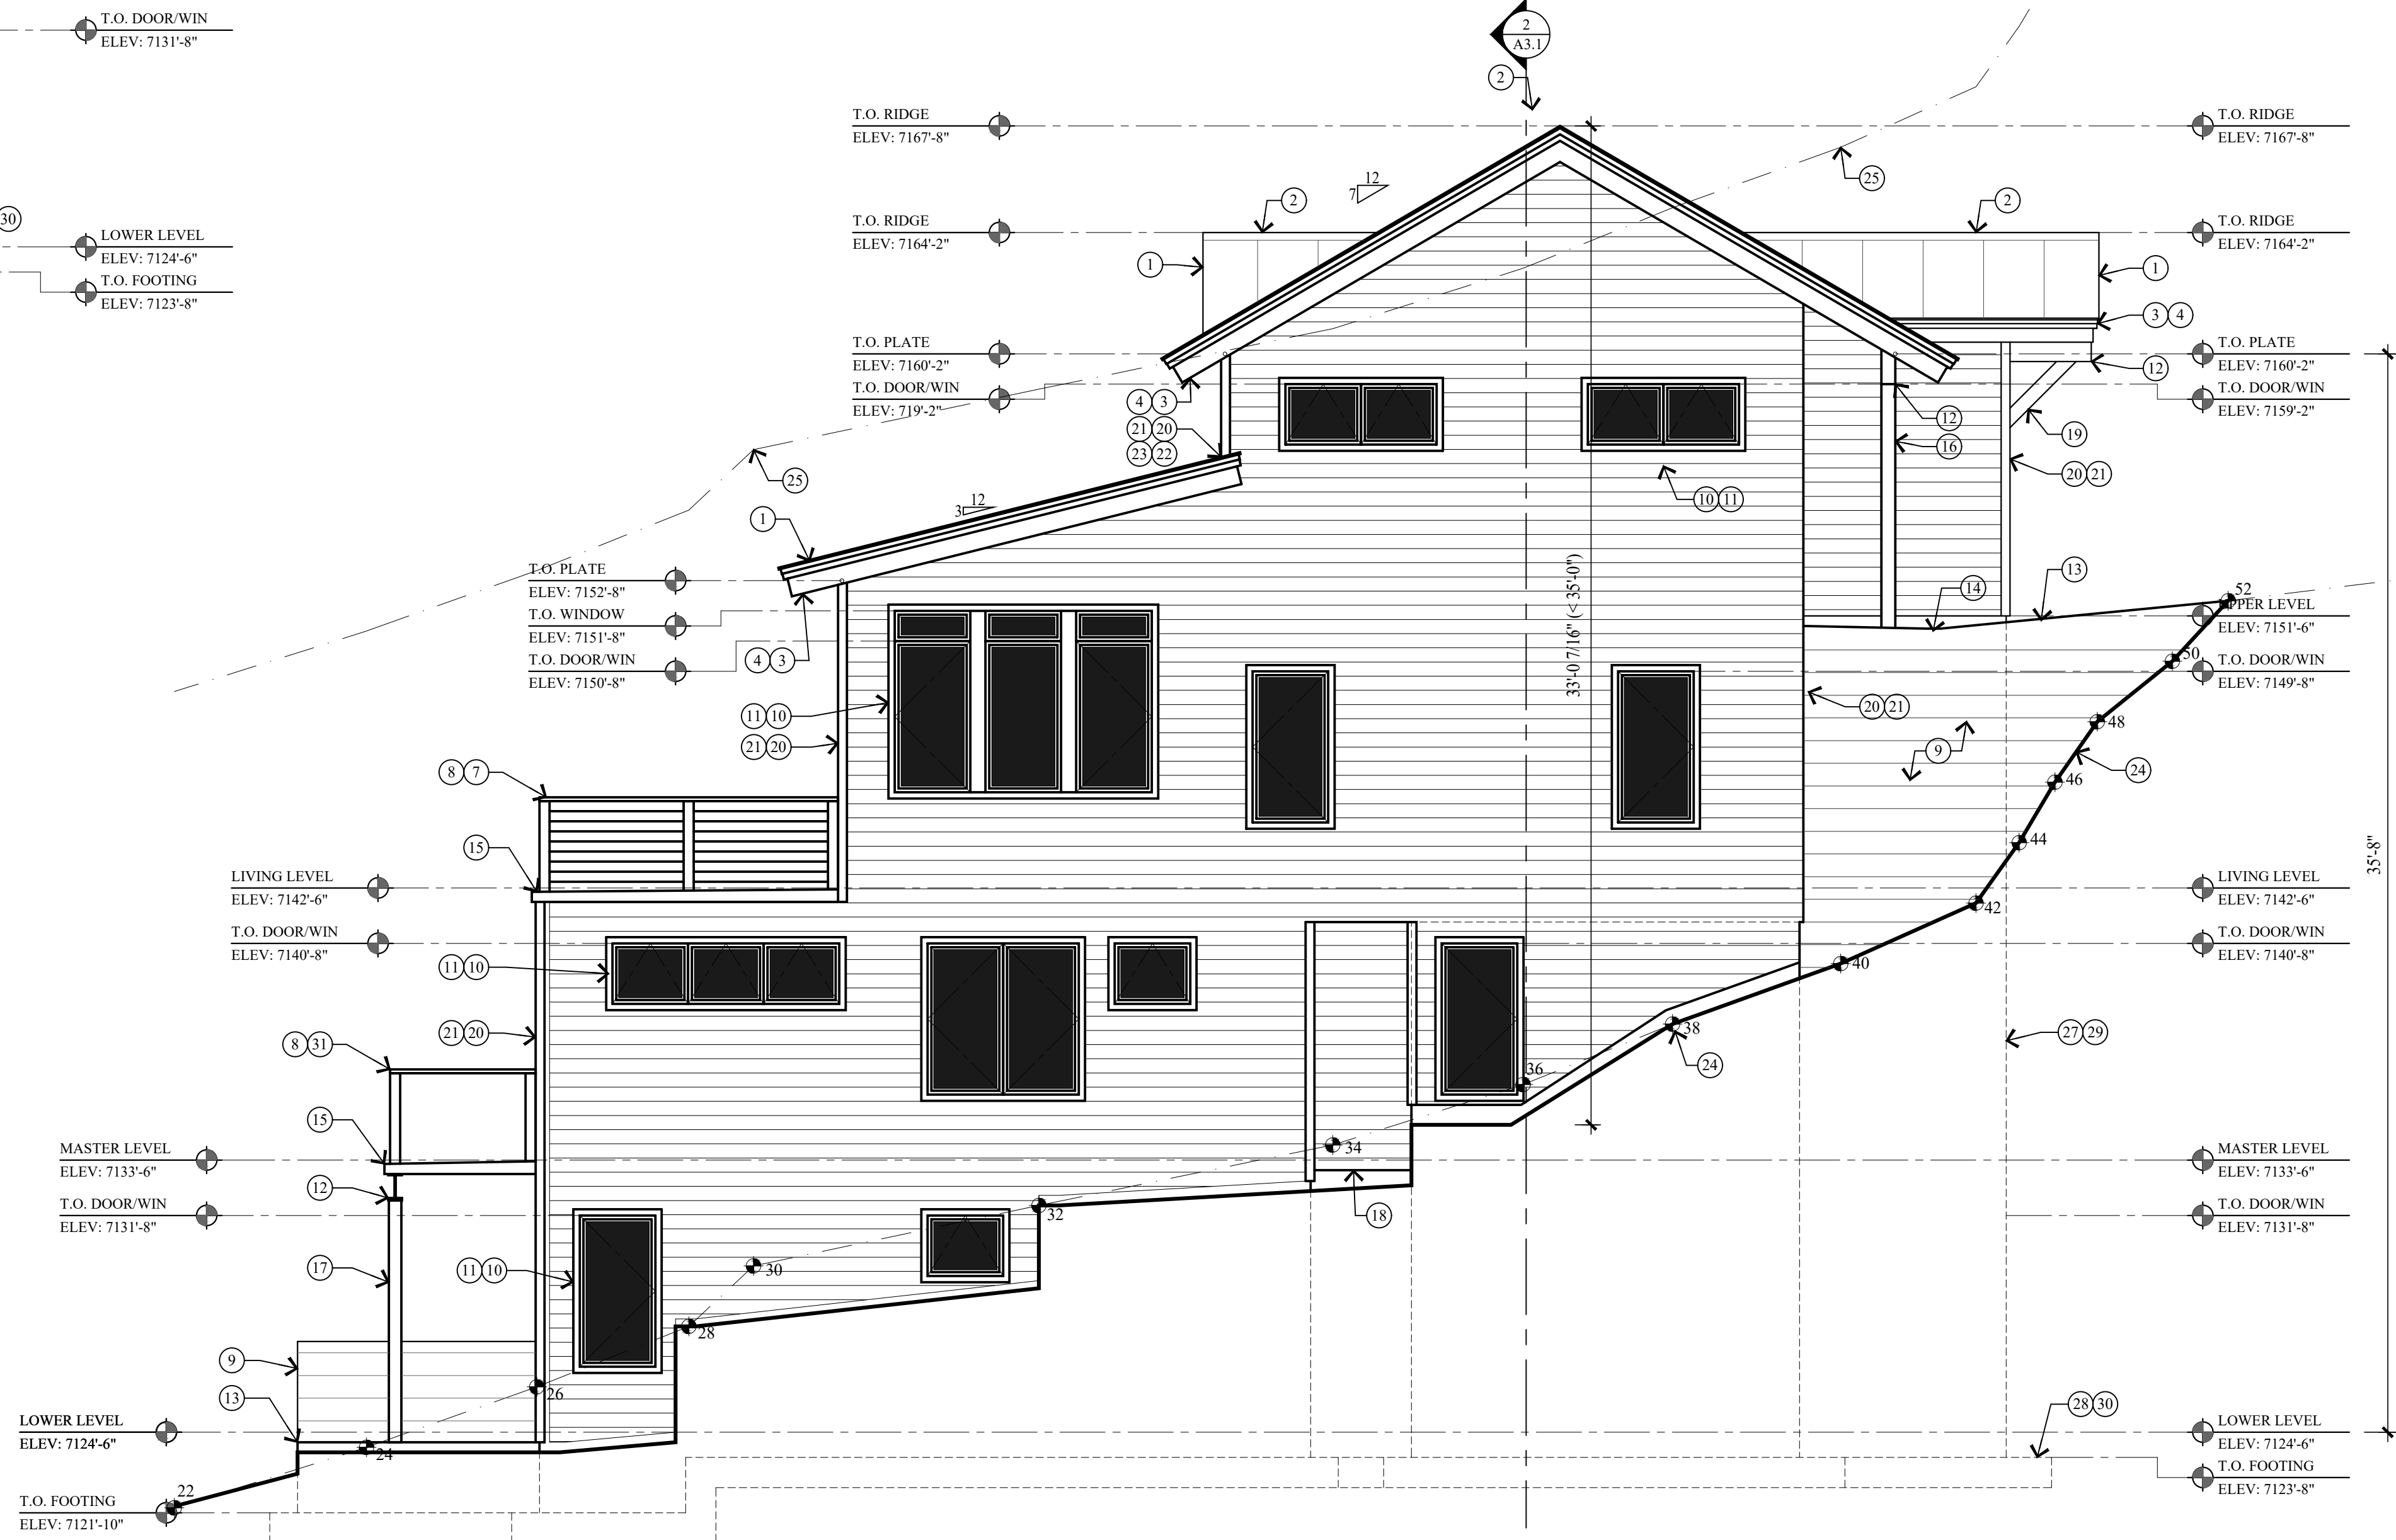 T.O. DOOR/WIN
ELEV: 7131'-8"
2
A3.1
2
T.O. RIDGE
ELEV: 7167'-8"
T.O. RIDGE
ELEV: 7167'-8"
25
12
7
2
2
30
T.O. RIDGE
ELEV: 7164'-2"
T.O. RIDGE
ELEV: 7164'-2"
LOWER LEVEL
ELEV: 7124'-6"
1
1
T.O. FOOTING
ELEV: 7123'-8"
3 4
T.O. PLATE
ELEV: 7160'-2"
T.O. PLATE
ELEV: 7160'-2"
12
T.O. DOOR/WIN
ELEV: 719'-2"
T.O. DOOR/WIN
ELEV: 7159'-2"
4 3
21 20
23 22
12
16
19
20 21
25
12
3
10 11
1
T.O. PLATE
ELEV: 7152'-8"
13
14
52
T.O. WINDOW
ELEV: 7151'-8"
UPPER LEVEL
ELEV: 7151'-6"
33'-0 7/16" (< 35'-0")
T.O. DOOR/WIN
ELEV: 7150'-8"
4 3
50
T.O. DOOR/WIN
ELEV: 7149'-8"
11 10
21 20
20 21
9
48
24
46
8 7
15
44
35'-8"
LIVING LEVEL
ELEV: 7142'-6"
LIVING LEVEL
ELEV: 7142'-6"
42
T.O. DOOR/WIN
ELEV: 7140'-8"
T.O. DOOR/WIN
ELEV: 7140'-8"
11 10
40
21 20
8 31
38
24
27 29
36
15
34
MASTER LEVEL
ELEV: 7133'-6"
MASTER LEVEL
ELEV: 7133'-6"
12
T.O. DOOR/WIN
ELEV: 7131'-8"
32
18
T.O. DOOR/WIN
ELEV: 7131'-8"
17
11 10
30
28
9
26
13
28 30
LOWER LEVEL
ELEV: 7124'-6"
24
LOWER LEVEL
ELEV: 7124'-6"
22
T.O. FOOTING
ELEV: 7121'-10"
T.O. FOOTING
ELEV: 7123'-8"